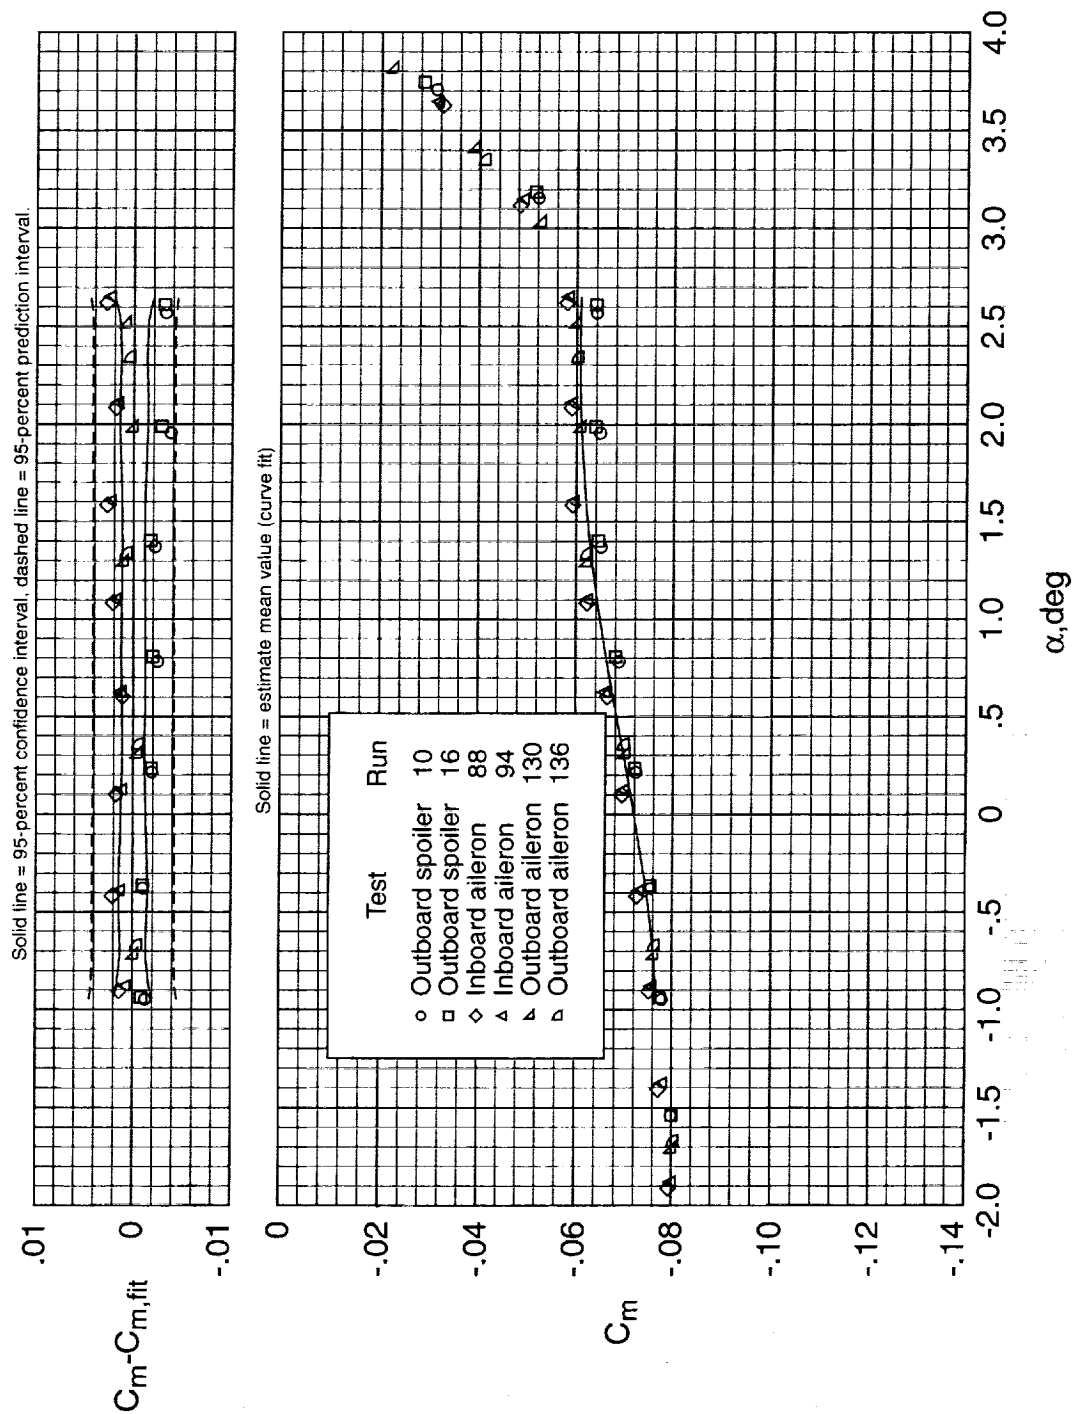 Solid line = 95-percent confidence interval, dashed line = 95-percent prediction interval.
.01
0
-.01
Cm-Cm,fit
Solid line = estimate mean value (curve fit)
0
-.02
-.04
-.06
-.08
-.10
-.12
-.14
Cm
Test Run
Outboard spoiler 10
Outboard spoiler 16
Inboard aileron 88
Inboard aileron 94
Outboard aileron 130
Outboard aileron 136
-2.0 -1.5 -1.0 -.5 0 .5 1.0 1.5 2.0 2.5 3.0 3.5 4.0
α,deg